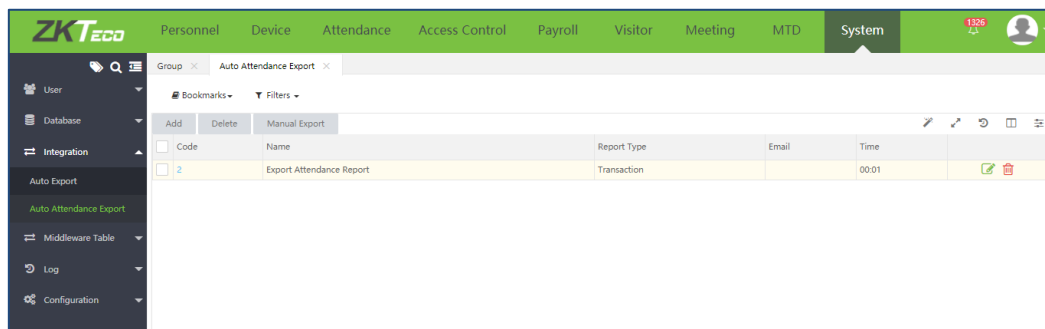 ZKTeco Personnel Device Attendance Access Control Payroll Visitor Meeting MTD System 1326
Group × Auto Attendance Export ×
User
Bookmarks Filters
Database
Add Delete Manual Export
Integration
Code Name Report Type Email Time
2 Export Attendance Report Transaction 00:01
Auto Export
Auto Attendance Export
Middleware Table
Log
Configuration